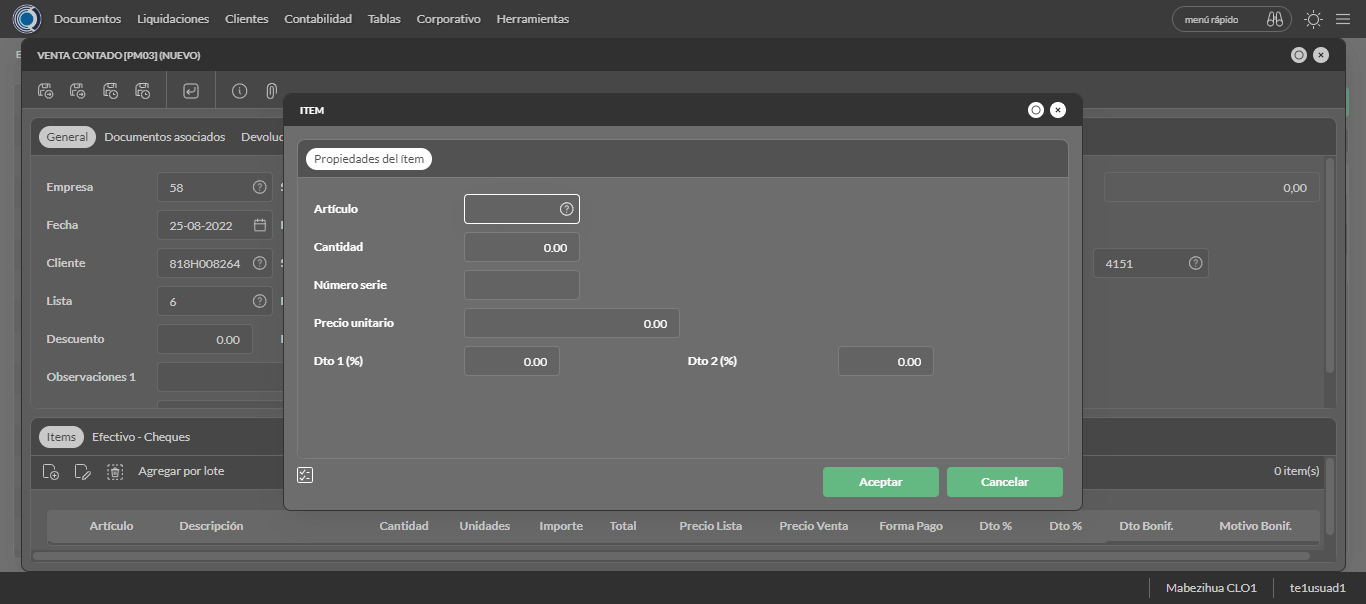 Documentos Liquidaciones Clientes Contabilidad Tablas Corporativo Herramientas menú rápido
VENTA CONTADO [PM03] (NUEVO)
ITEM
General Documentos asociados Devoluc
Propiedades del ítem
Empresa 58 0,00
Artículo
Fecha 25-08-2022
Cantidad 0.00
Cliente 818H008264 4151
Número serie
Lista 6
Precio unitario 0.00
Descuento 0.00
Dto 1 (%) 0.00 Dto 2 (%) 0.00
Observaciones 1
Items Efectivo - Cheques
Agregar por lote 0 item(s)
Aceptar Cancelar
Artículo Descripción Cantidad Unidades Importe Total Precio Lista Precio Venta Forma Pago Dto % Dto % Dto Bonif. Motivo Bonif.
Mabezihua CLO1 te1usuad1